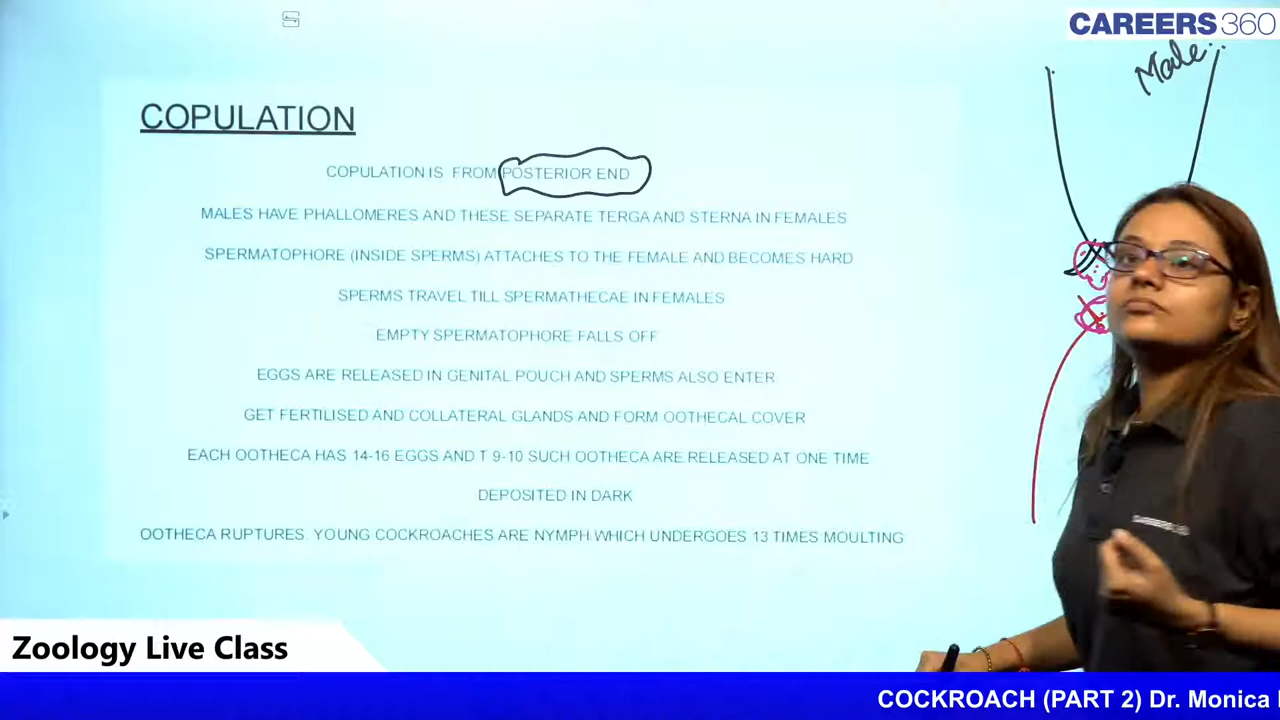 CAREERS360
Male
COPULATION
COPULATION IS FROM POSTERIOR END
MALES HAVE PHALLOMERES AND THESE SEPARATE TERGA AND STERNA IN FEMALES
SPERMATOPHORE (INSIDE SPERMS) ATTACHES TO THE FEMALE AND BECOMES HARD
SPERMS TRAVEL TILL SPERMATHECAE IN FEMALES
EMPTY SPERMATOPHORE FALLS OFF
EGGS ARE RELEASED IN GENITAL POUCH AND SPERMS ALSO ENTER
GET FERTILISED AND COLLATERAL GLANDS AND FORM OOTHECAL COVER
EACH OOTHECA HAS 14-16 EGGS AND T 9-10 SUCH OOTHECA ARE RELEASED AT ONE TIME
DEPOSITED IN DARK
OOTHECA RUPTURES. YOUNG COCKROACHES ARE NYMPH WHICH UNDERGOES 13 TIMES MOULTING
Zoology Live Class
COCKROACH (PART 2) Dr. Monica